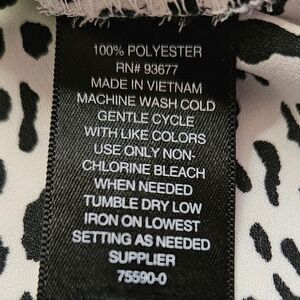 100% POLYESTER
RN# 93677
MADE IN VIETNAM
MACHINE WASH COLD
GENTLE CYCLE
WITH LIKE COLORS
USE ONLY NON-
CHLORINE BLEACH
WHEN NEEDED
TUMBLE DRY LOW
IRON ON LOWEST
SETTING AS NEEDED
SUPPLIER
75590-0